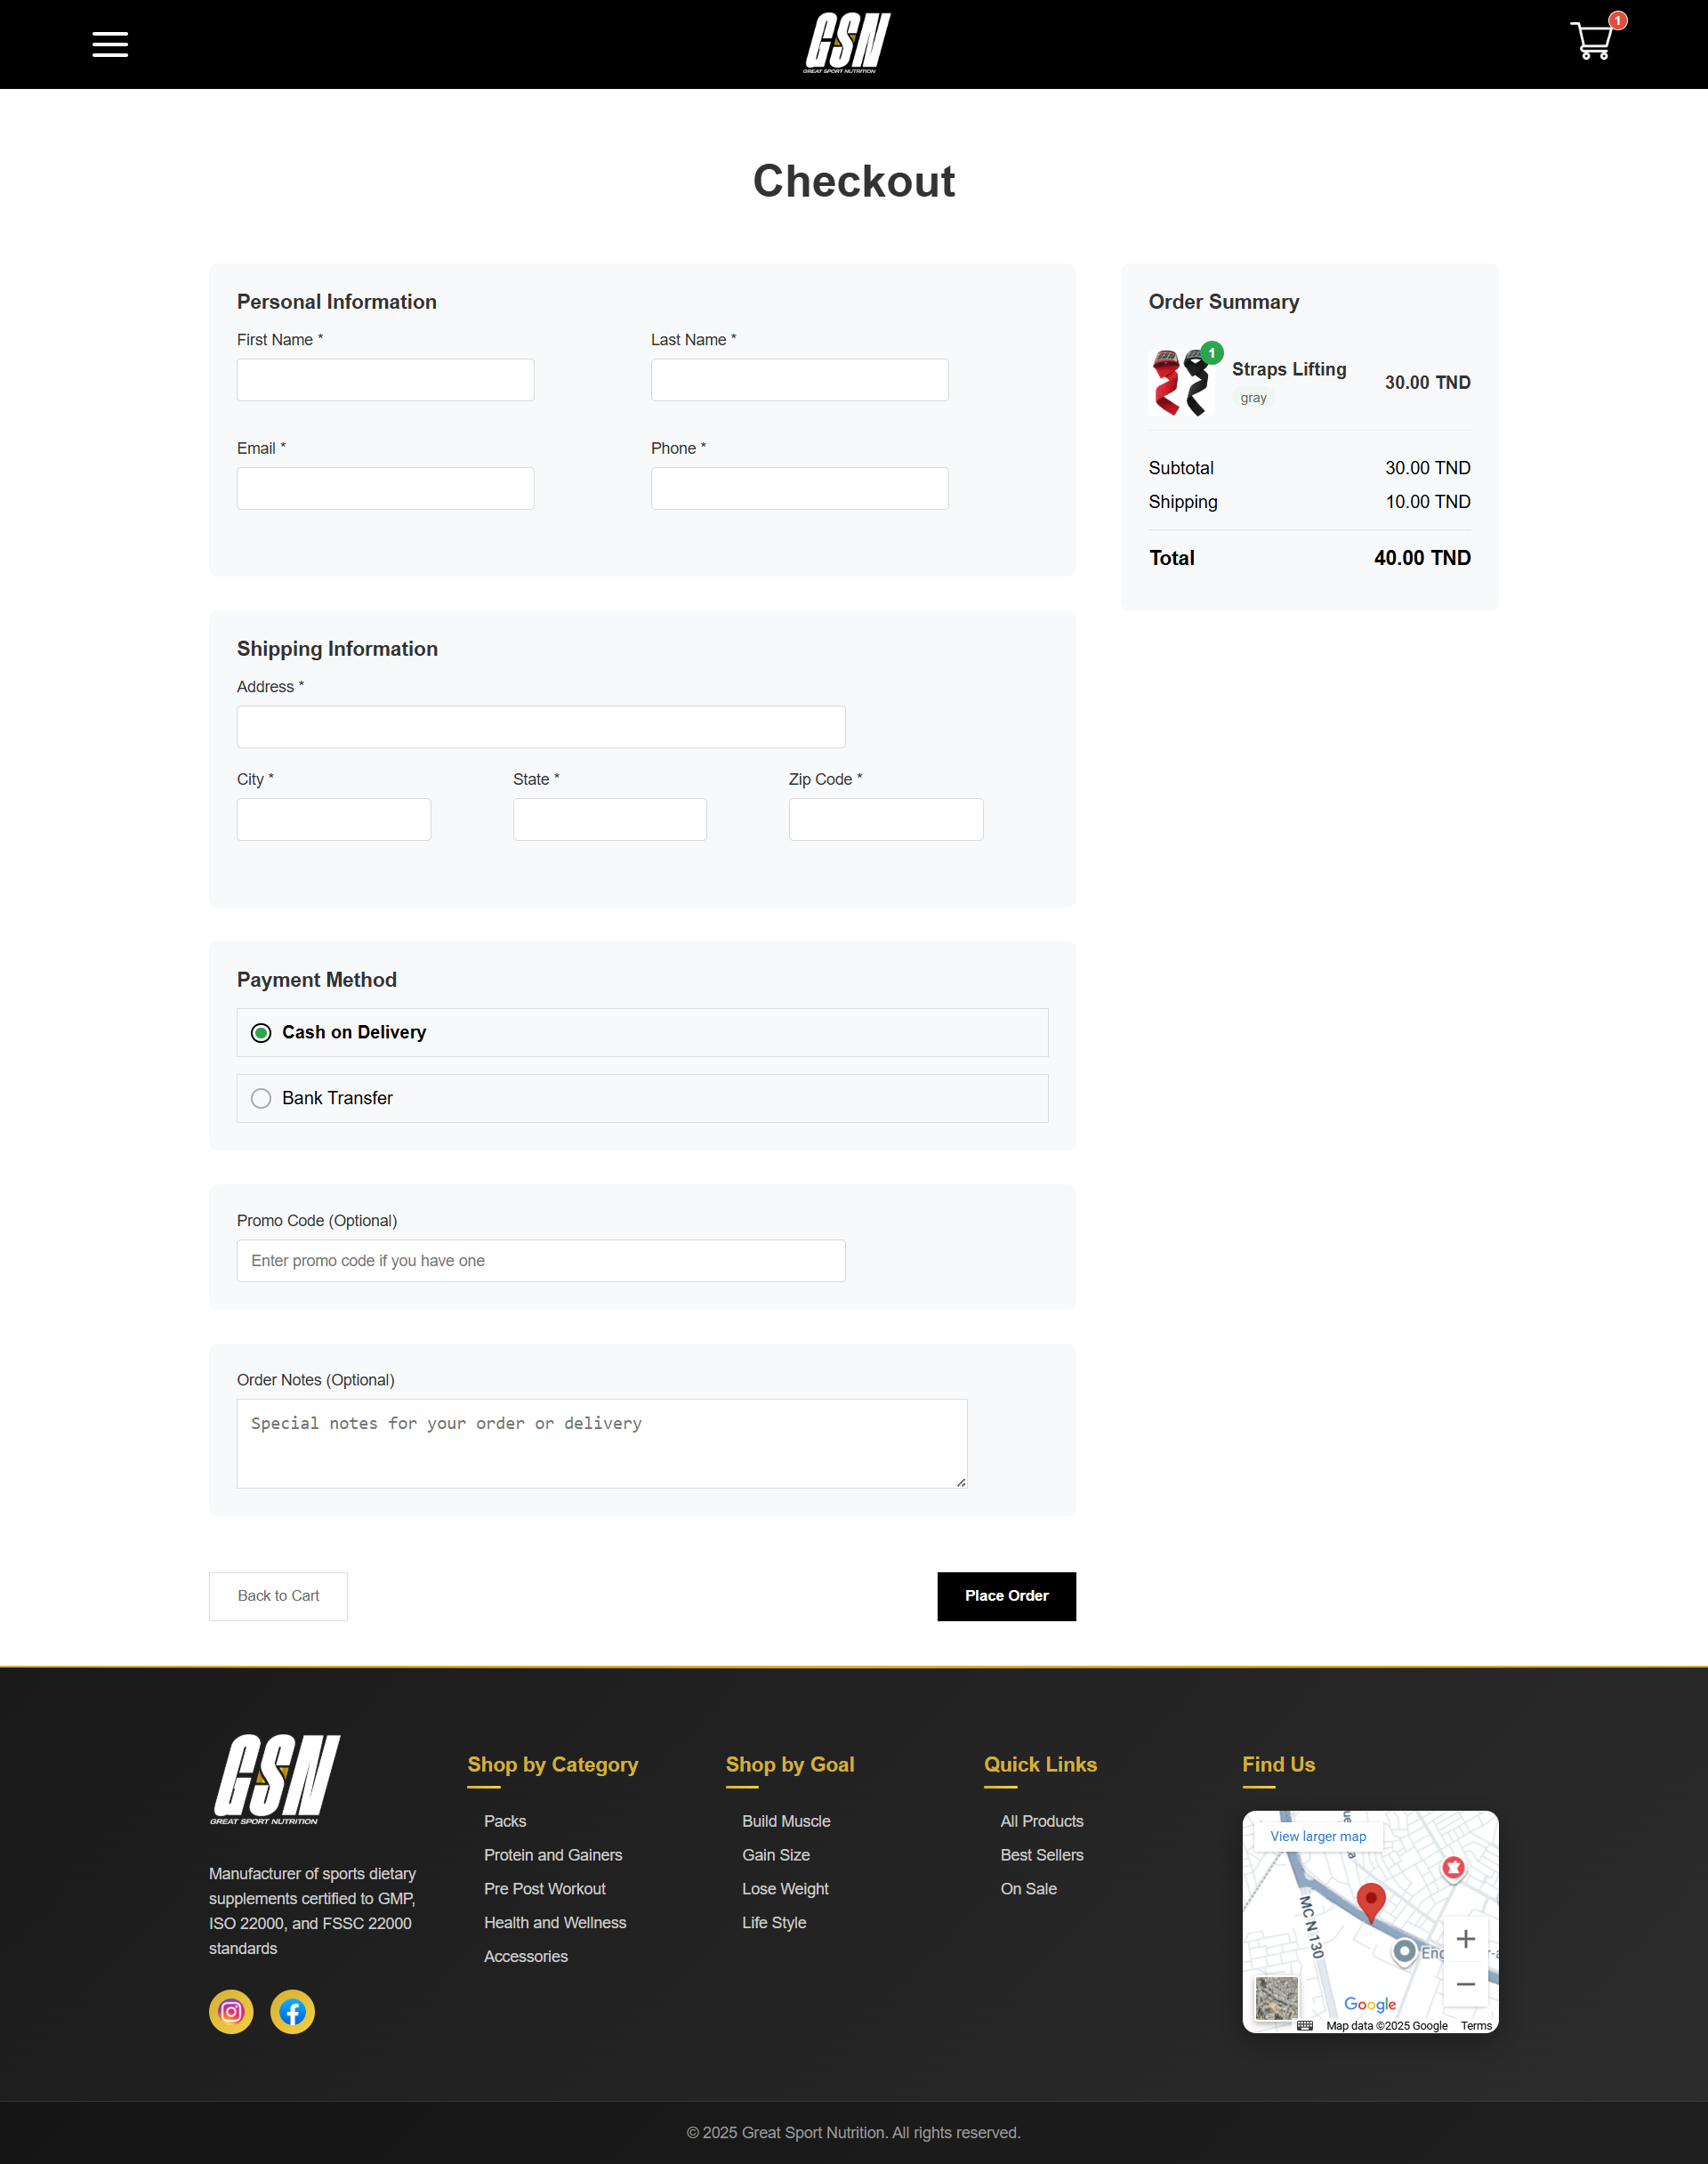 GSN
GREAT SPORT NUTRITION
1
Checkout
Personal Information
First Name *
Last Name *
Email *
Phone *
Shipping Information
Address *
City *
State *
Zip Code *
Payment Method
Cash on Delivery
Bank Transfer
Promo Code (Optional)
Enter promo code if you have one
Order Notes (Optional)
Special notes for your order or delivery
Back to Cart
Place Order
Order Summary
1
Straps Lifting
gray
30.00 TND
Subtotal
30.00 TND
Shipping
10.00 TND
Total
40.00 TND
GSN
GREAT SPORT NUTRITION
Manufacturer of sports dietary
supplements certified to GMP,
ISO 22000, and FSSC 22000
standards
Shop by Category
Packs
Protein and Gainers
Pre Post Workout
Health and Wellness
Accessories
Shop by Goal
Build Muscle
Gain Size
Lose Weight
Life Style
Quick Links
All Products
Best Sellers
On Sale
Find Us
View larger map
MC N 130
Google
Map data ©2025 Google
Terms
© 2025 Great Sport Nutrition. All rights reserved.